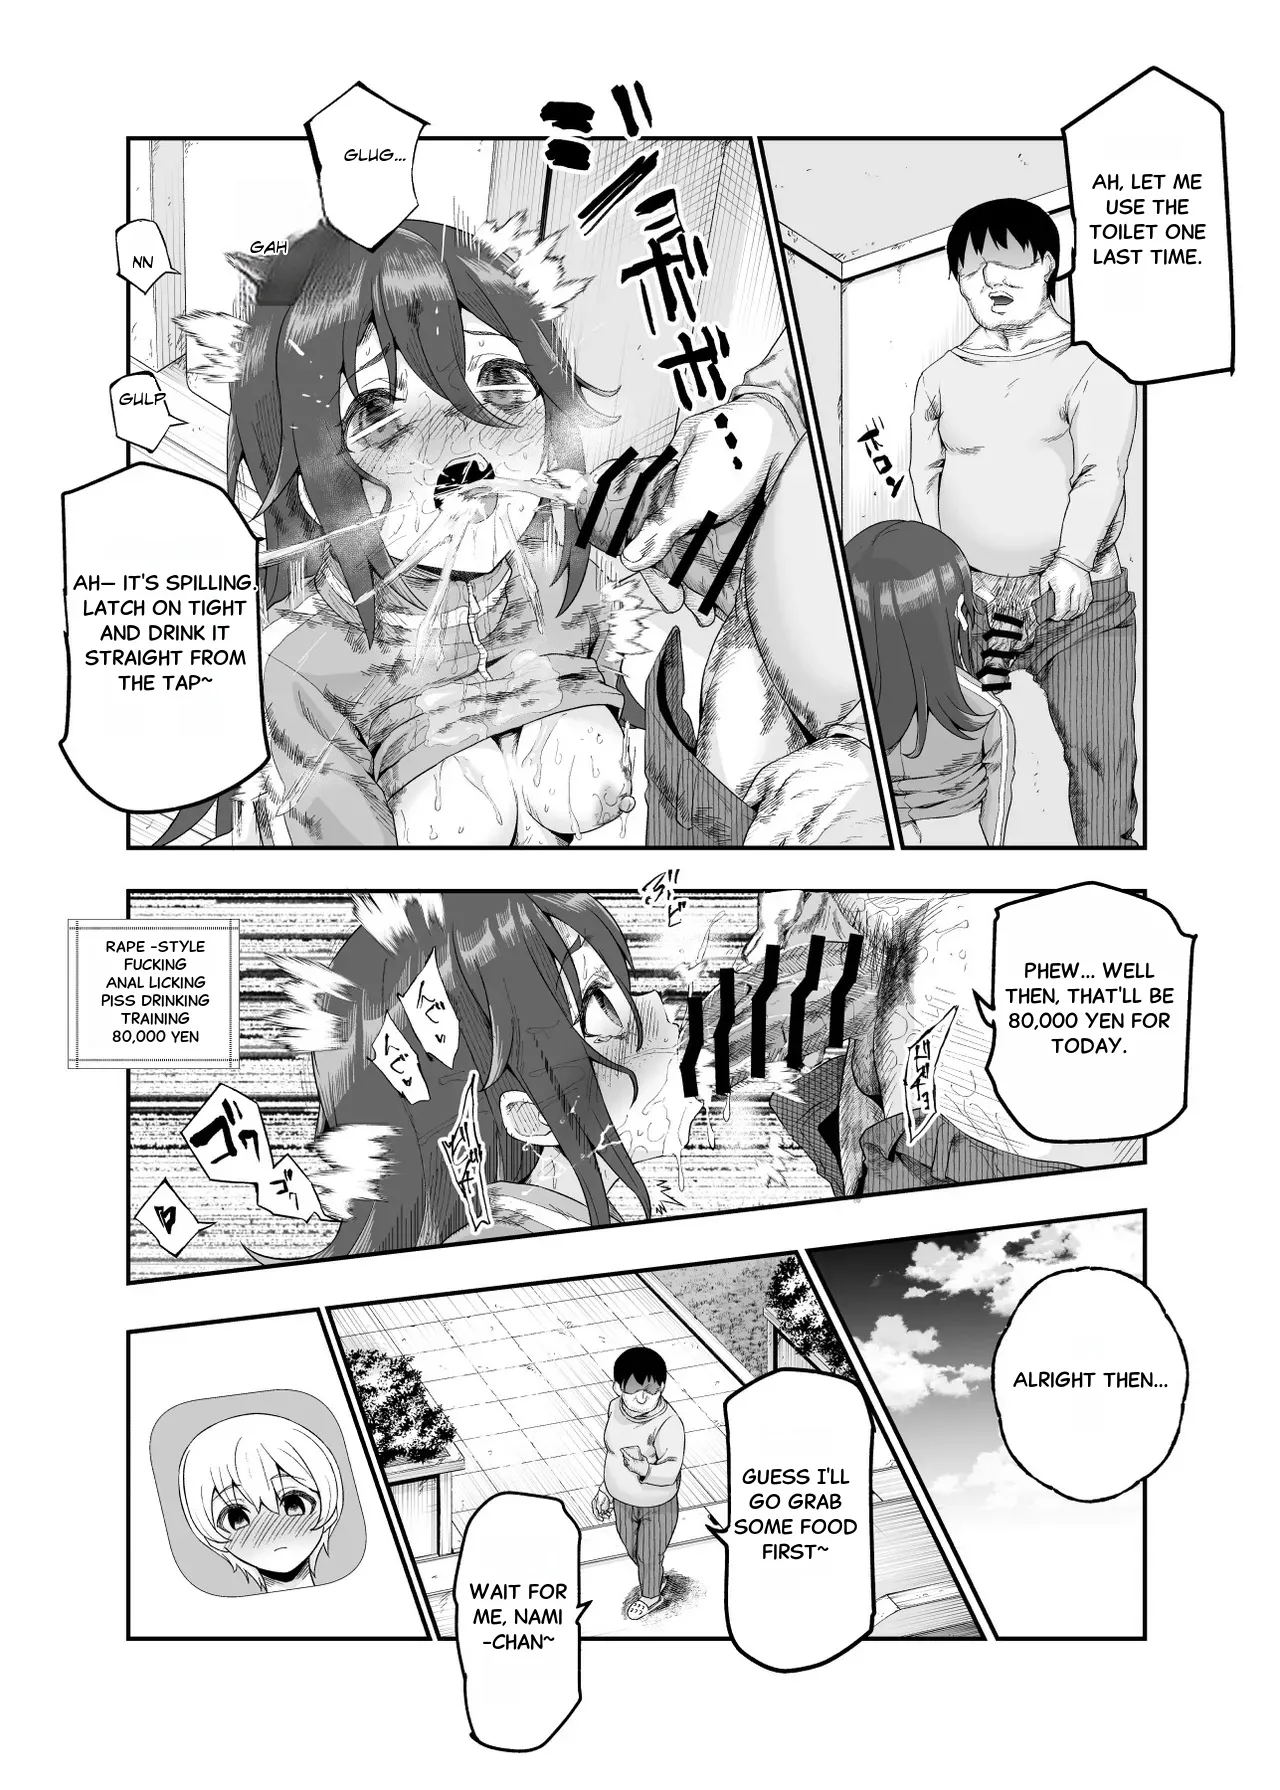 AH, LET ME
USE THE
TOILET ONE
LAST TIME.
GLUG...
GAH
NN
GULP
AH— IT'S SPILLING.
LATCH ON TIGHT
AND DRINK IT
STRAIGHT FROM
THE TAP~
PHEW... WELL
THEN, THAT'LL BE
80,000 YEN FOR
TODAY.
RAPE -STYLE
FUCKING
ANAL LICKING
PISS DRINKING
TRAINING
80,000 YEN
ALRIGHT THEN...
GUESS I'LL
GO GRAB
SOME FOOD
FIRST~
WAIT FOR
ME, NAMI
-CHAN~